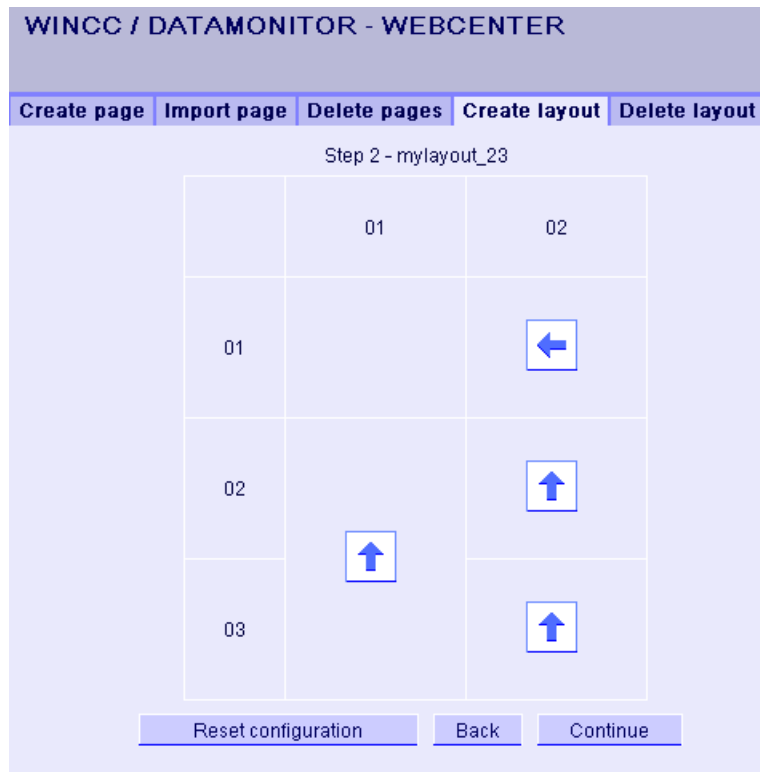 WINCC / DATAMONITOR - WEBCENTER
Create page Import page Delete pages Create layout Delete layout
Step 2 - mylayout_23
01 02
01
02
03
Reset configuration Back Continue